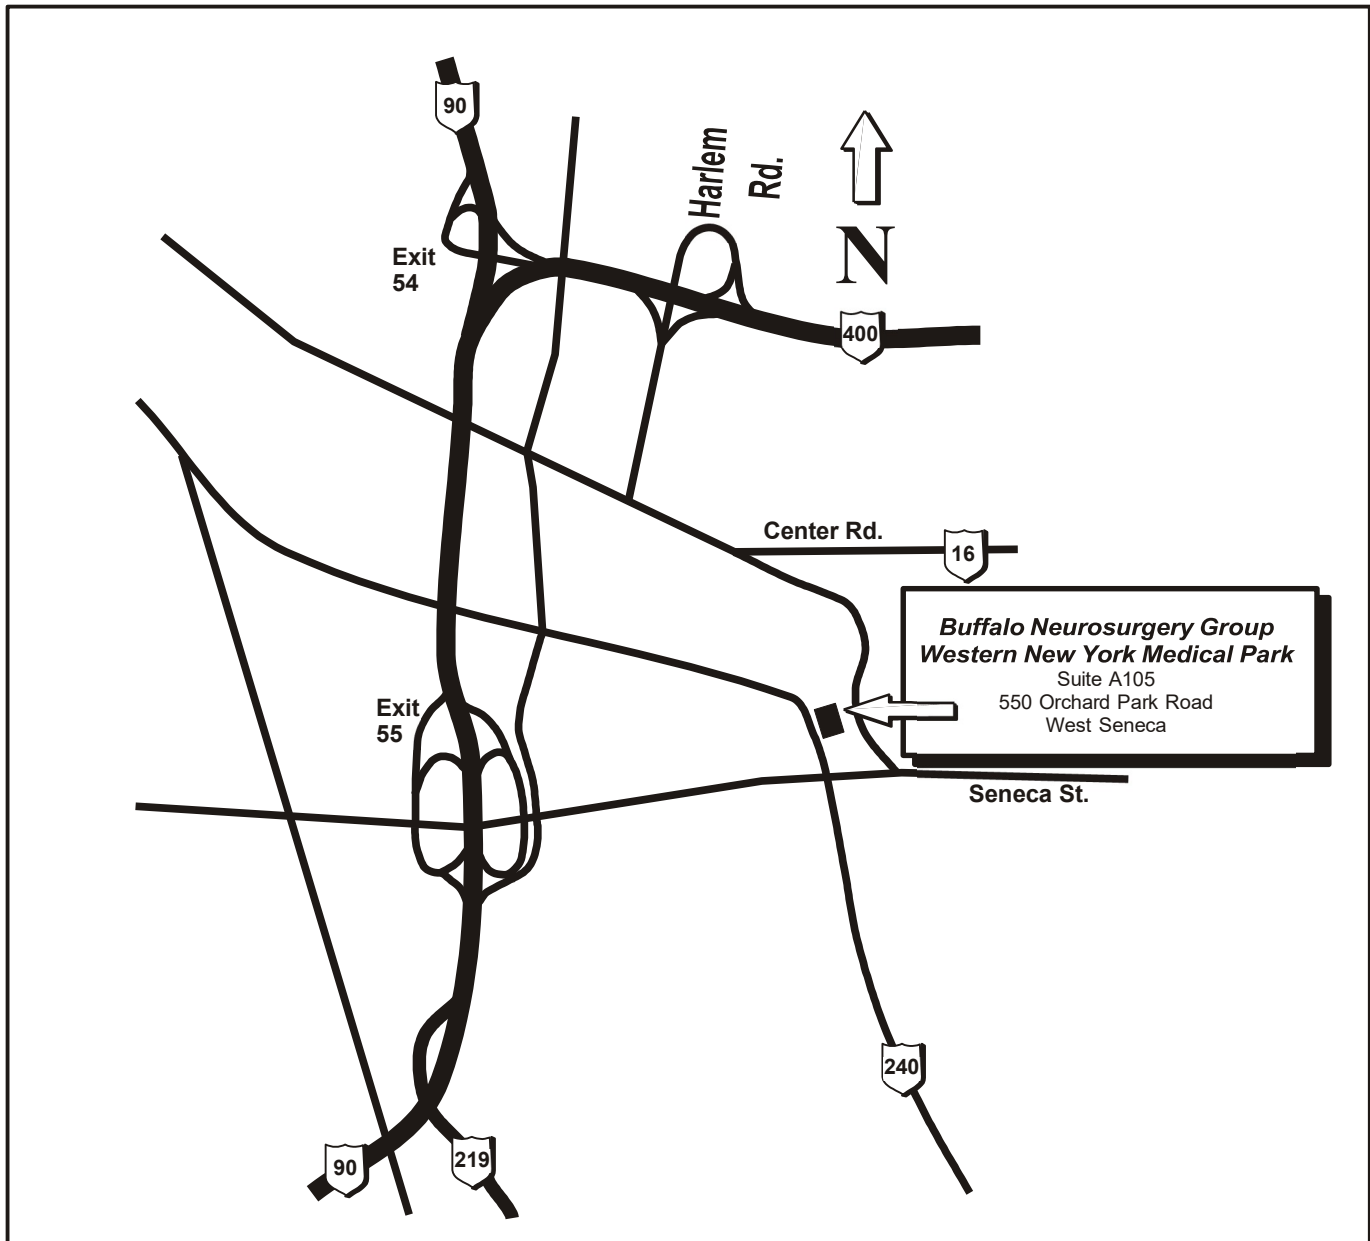 90
Harlem
Rd.
Exit
54
N
400
Center Rd.
16
Buffalo Neurosurgery Group
Western New York Medical Park
Suite A105
550 Orchard Park Road
West Seneca
Exit
55
Seneca St.
240
90
219